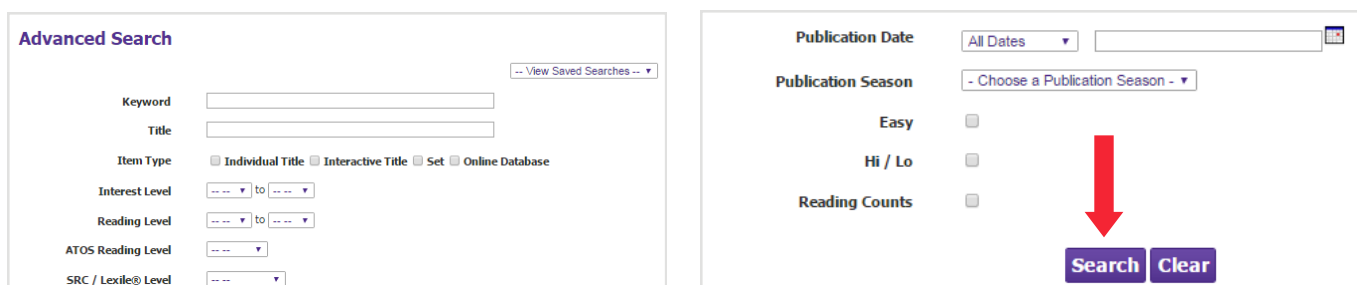 Advanced Search
-- View Saved Searches --
Keyword
Title
Item Type Individual Title Interactive Title Set Online Database
Interest Level -- -- to -- --
Reading Level -- -- to -- --
ATOS Reading Level -- --
SRC / Lexile® Level -- --
Publication Date All Dates
Publication Season - Choose a Publication Season -
Easy
Hi / Lo
Reading Counts
Search Clear